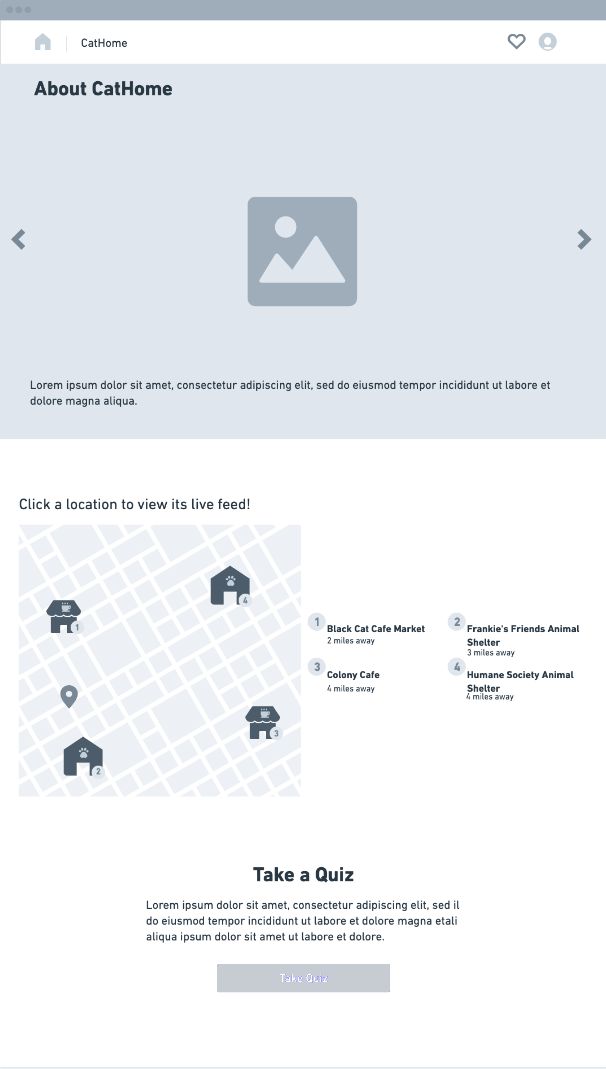 CatHome
About CatHome
Lorem ipsum dolor sit amet, consectetur adipiscing elit, sed do eiusmod tempor incididunt ut labore et
dolore magna aliqua.
Click a location to view its live feed!
4
1
3
2
1 Black Cat Cafe Market
2 miles away
2 Frankie's Friends Animal
Shelter
3 miles away
3 Colony Cafe
4 miles away
4 Humane Society Animal
Shelter
4 miles away
Take a Quiz
Lorem ipsum dolor sit amet, consectetur adipiscing elit, sed il
do eiusmod tempor incididunt ut labore et dolore magna etali
aliqua ipsum dolor sit amet ut labore et dolore.
Take Quiz